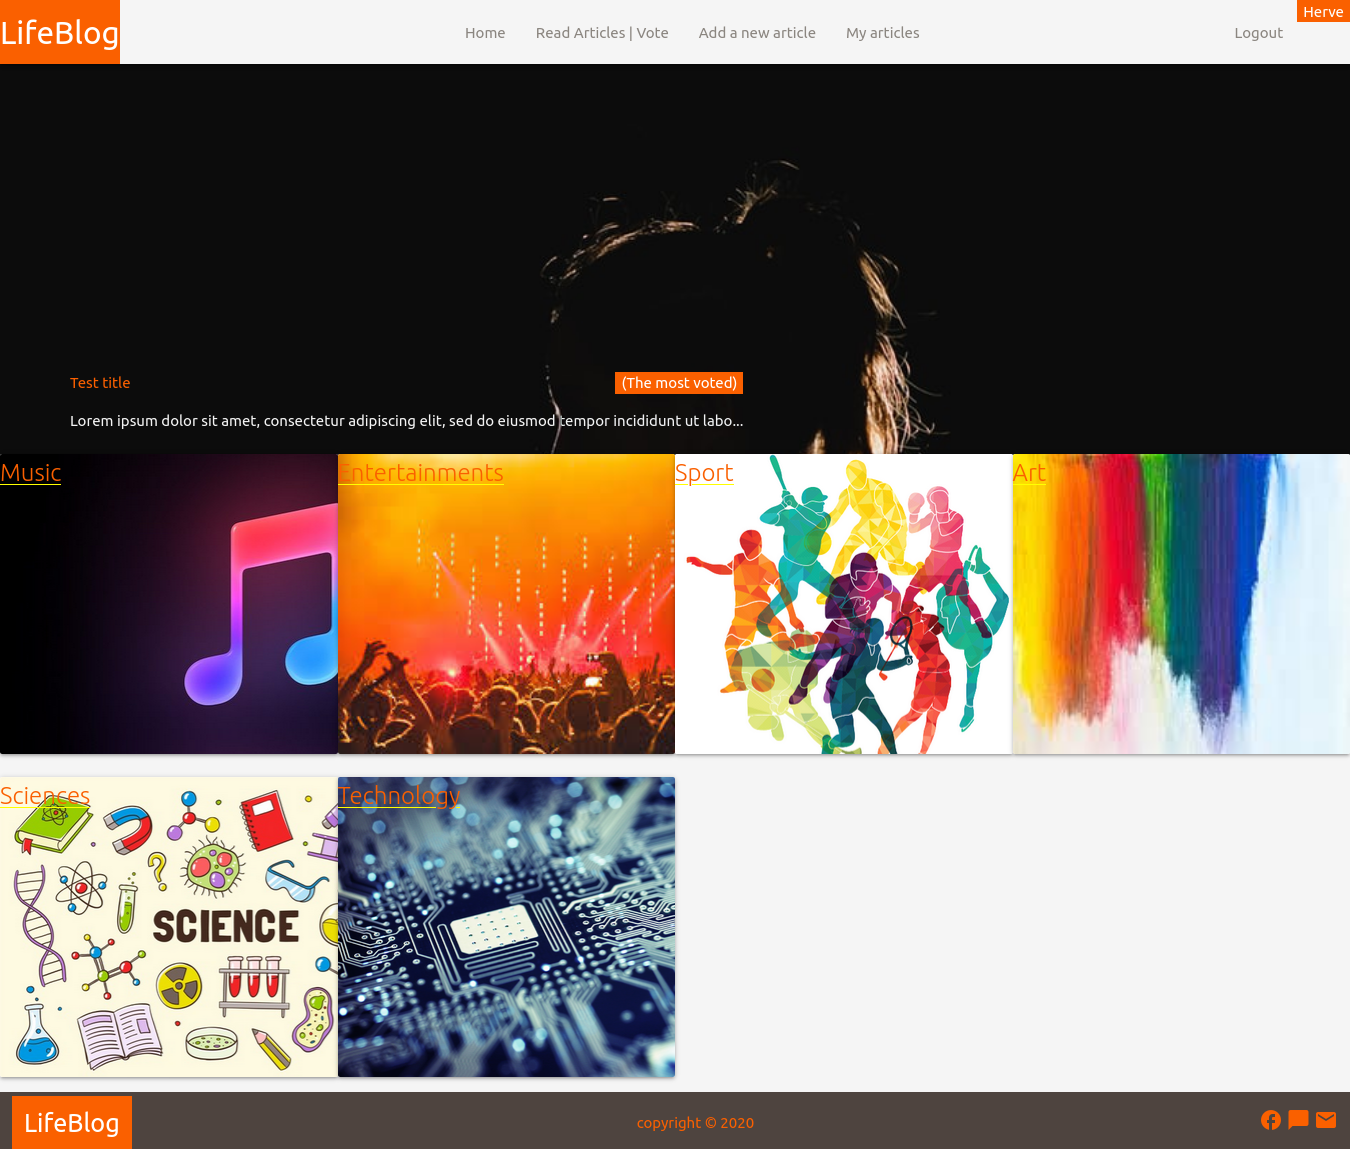 LifeBlog
Home Read Articles | Vote Add a new article My articles Logout Herve
Test title (The most voted)
Lorem ipsum dolor sit amet, consectetur adipiscing elit, sed do eiusmod tempor incididunt ut labo...
Music Entertainments Sport Art
Sciences Technology
SCIENCE
LifeBlog copyright © 2020